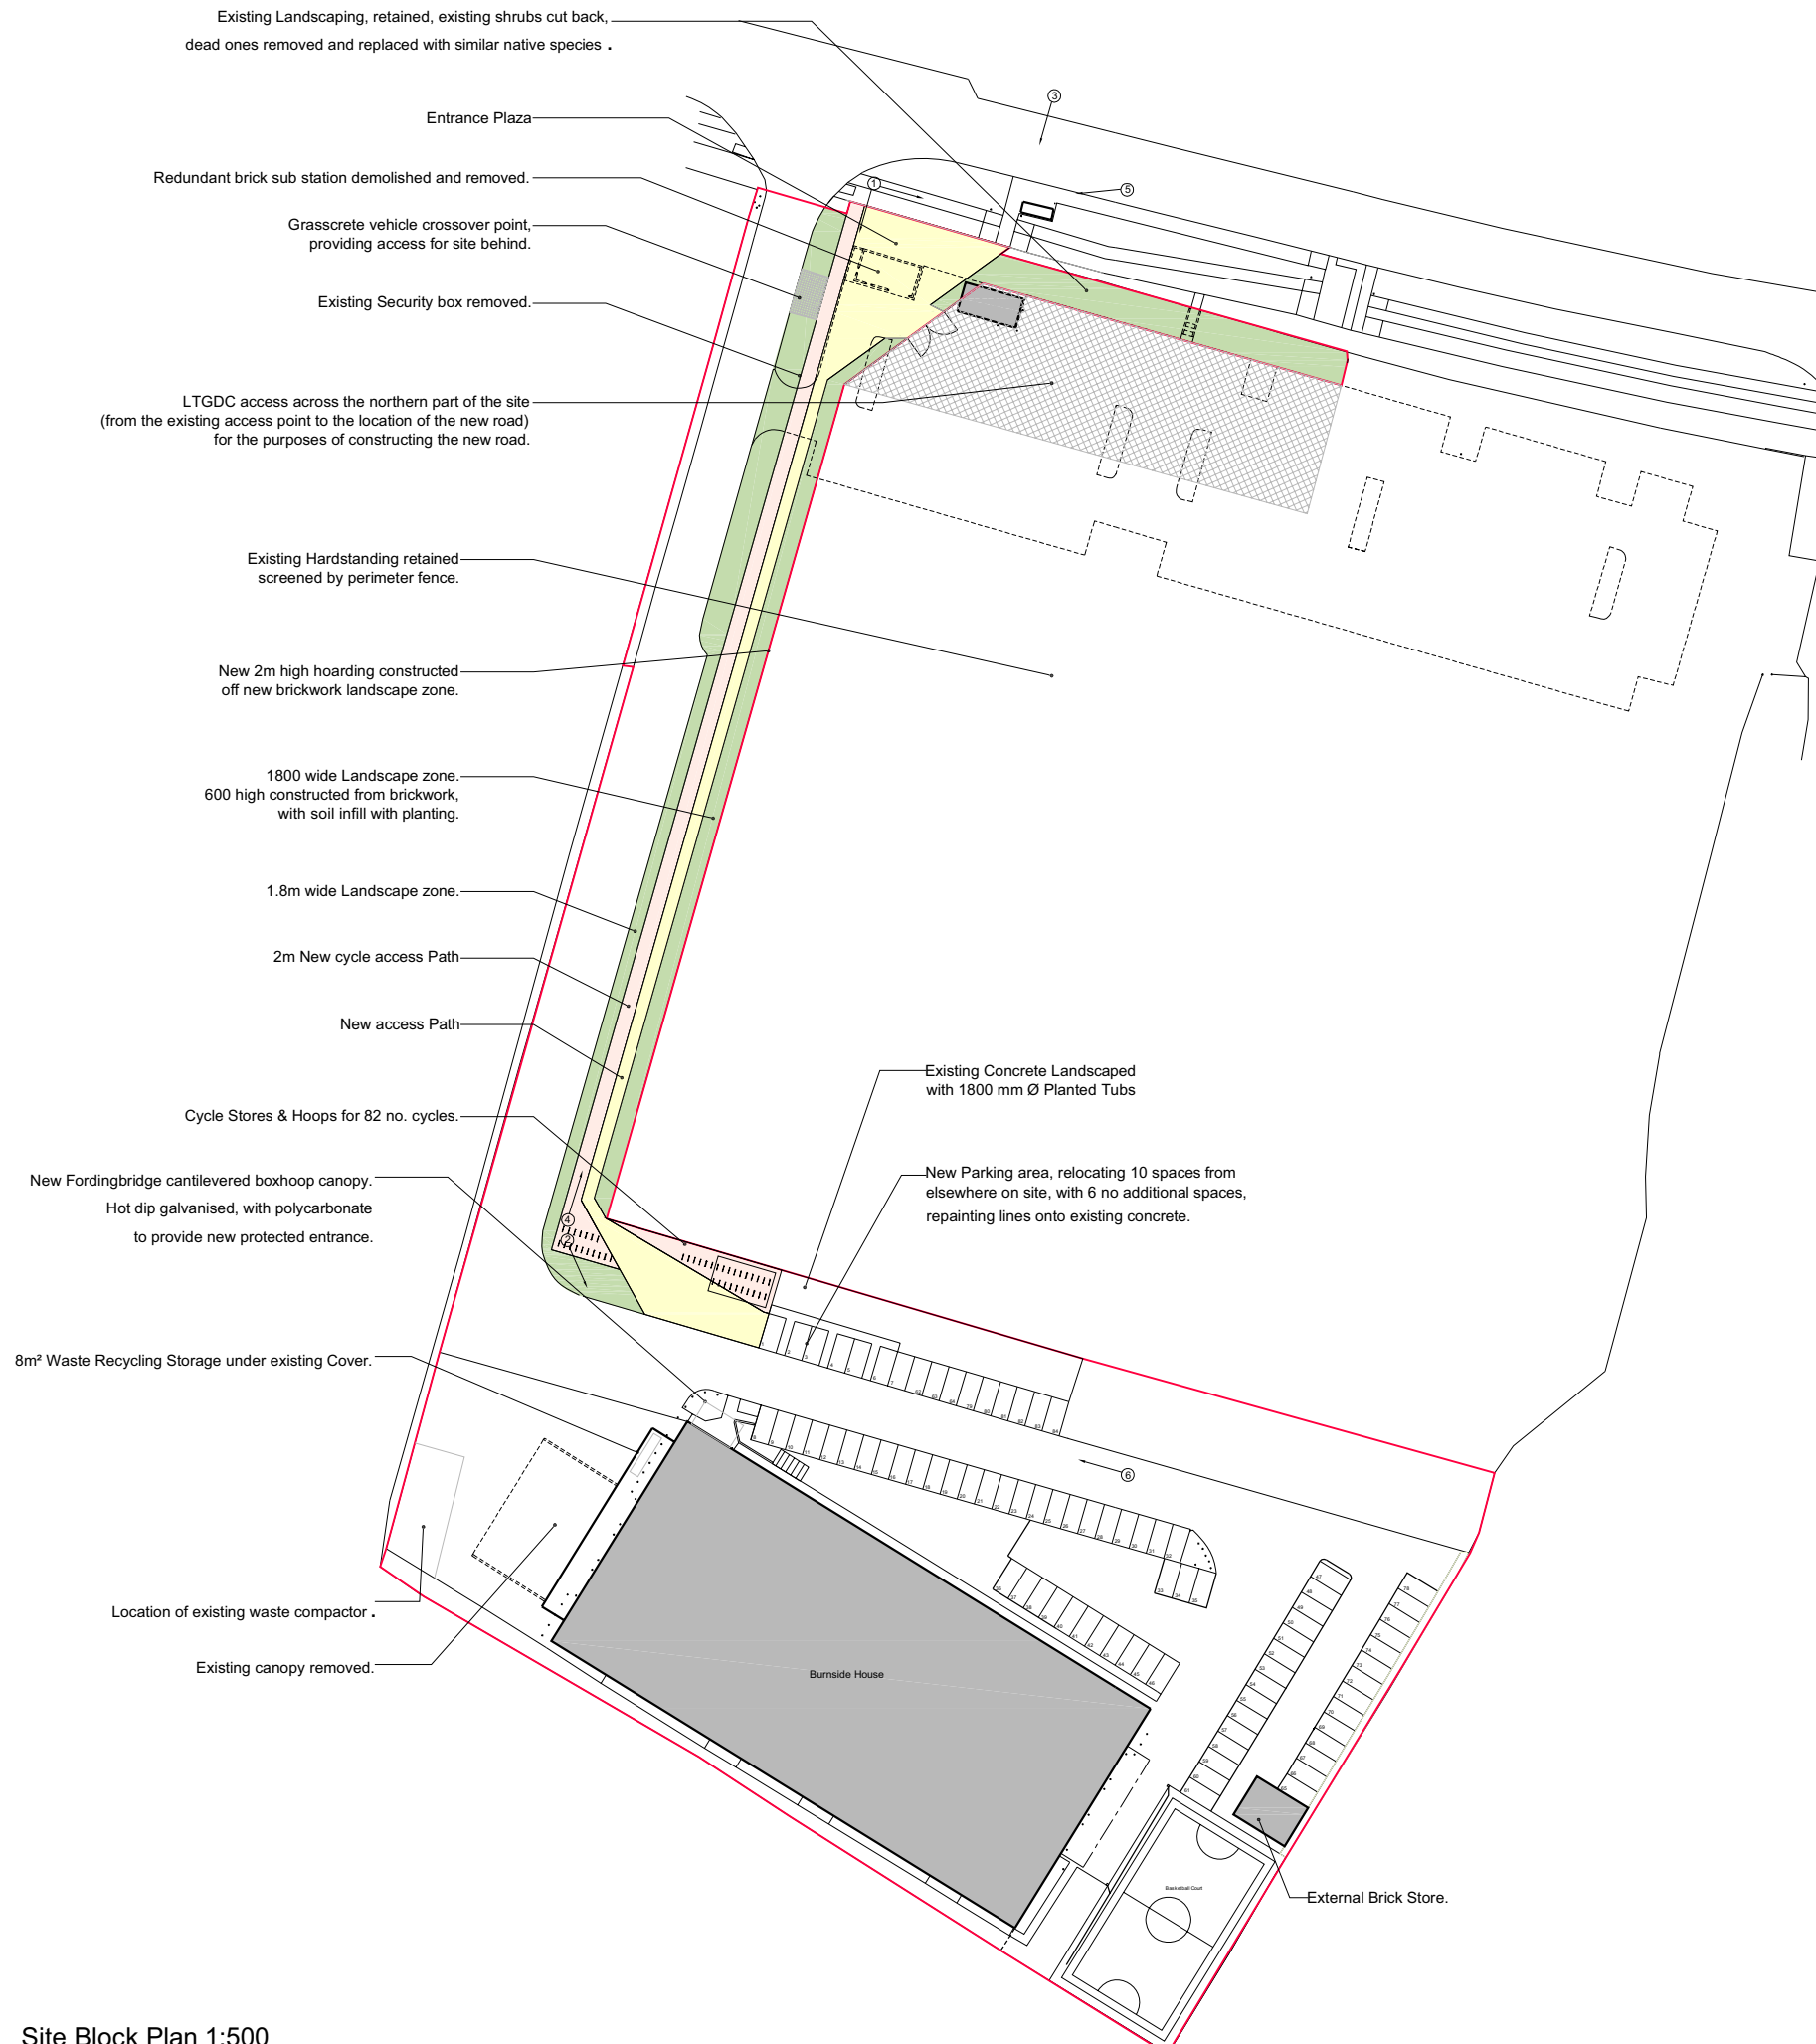 Existing Landscaping, retained, existing shrubs cut back,
dead ones removed and replaced with similar native species .
Entrance Plaza
Redundant brick sub station demolished and removed.
Grasscrete vehicle crossover point,
providing access for site behind.
Existing Security box removed.
LTGDC access across the northern part of the site
(from the existing access point to the location of the new road)
for the purposes of constructing the new road.
Existing Hardstanding retained
screened by perimeter fence.
New 2m high hoarding constructed
off new brickwork landscape zone.
1800 wide Landscape zone.
600 high constructed from brickwork,
with soil infill with planting.
1.8m wide Landscape zone.
2m New cycle access Path
New access Path
Cycle Stores & Hoops for 82 no. cycles.
New Fordingbridge cantilevered boxhoop canopy.
Hot dip galvanised, with polycarbonate
to provide new protected entrance.
8m² Waste Recycling Storage under existing Cover.
Location of existing waste compactor .
Existing canopy removed.
Existing Concrete Landscaped
with 1800 mm Ø Planted Tubs
New Parking area, relocating 10 spaces from
elsewhere on site, with 6 no additional spaces,
repainting lines onto existing concrete.
3
1
5
4
2
6
Burnside House
Basketball Court
External Brick Store.
Site Block Plan 1:500